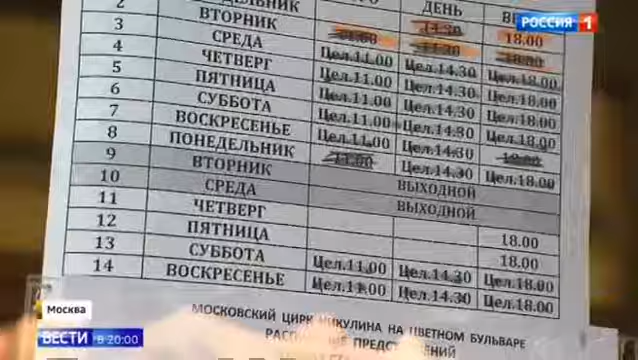 ДЕНЬ
РОССИЯ 1
14.30 18.00
2 ВТОРНИК 11.00 18.00
3 СРЕДА Цел.11.00 Цел.14.30 Цел.18.00
4 ЧЕТВЕРГ Цел.11.00 Цел.14.30 Цел.18.00
5 ПЯТНИЦА Цел.11.00 Цел.14.30 Цел.18.00
6 СУББОТА Цел.11.00 Цел.14.30 Цел.18.00
7 ВОСКРЕСЕНЬЕ Цел.11.00 Цел.14.30 18.00
8 ПОНЕДЕЛЬНИК 11.00 Цел.14.30 Цел.18.00
9 ВТОРНИК ВЫХОДНОЙ
10 СРЕДА ВЫХОДНОЙ
11 ЧЕТВЕРГ 18.00
12 ПЯТНИЦА 18.00
13 СУББОТА Цел.11.00 Цел.14.30 Цел.18.00
14 ВОСКРЕСЕНЬЕ Цел.11.00 Цел.14.30 Цел.18.00
МОСКОВСКИЙ ЦИРК НИКУЛИНА НА ЦВЕТНОМ БУЛЬВАРЕ
Москва
ВЕСТИ В 20:00